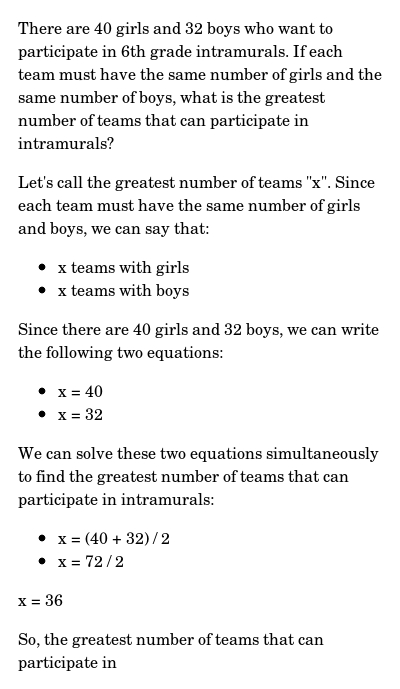 There are 40 girls and 32 boys who want to
participate in 6th grade intramurals. If each
team must have the same number of girls and the
same number of boys, what is the greatest
number of teams that can participate in
intramurals?
Let's call the greatest number of teams "x". Since
each team must have the same number of girls
and boys, we can say that:
• x teams with girls
• x teams with boys
Since there are 40 girls and 32 boys, we can write
the following two equations:
• x = 40
• x = 32
We can solve these two equations simultaneously
to find the greatest number of teams that can
participate in intramurals:
• x = (40 + 32) / 2
• x = 72 / 2
x = 36
So, the greatest number of teams that can
participate in